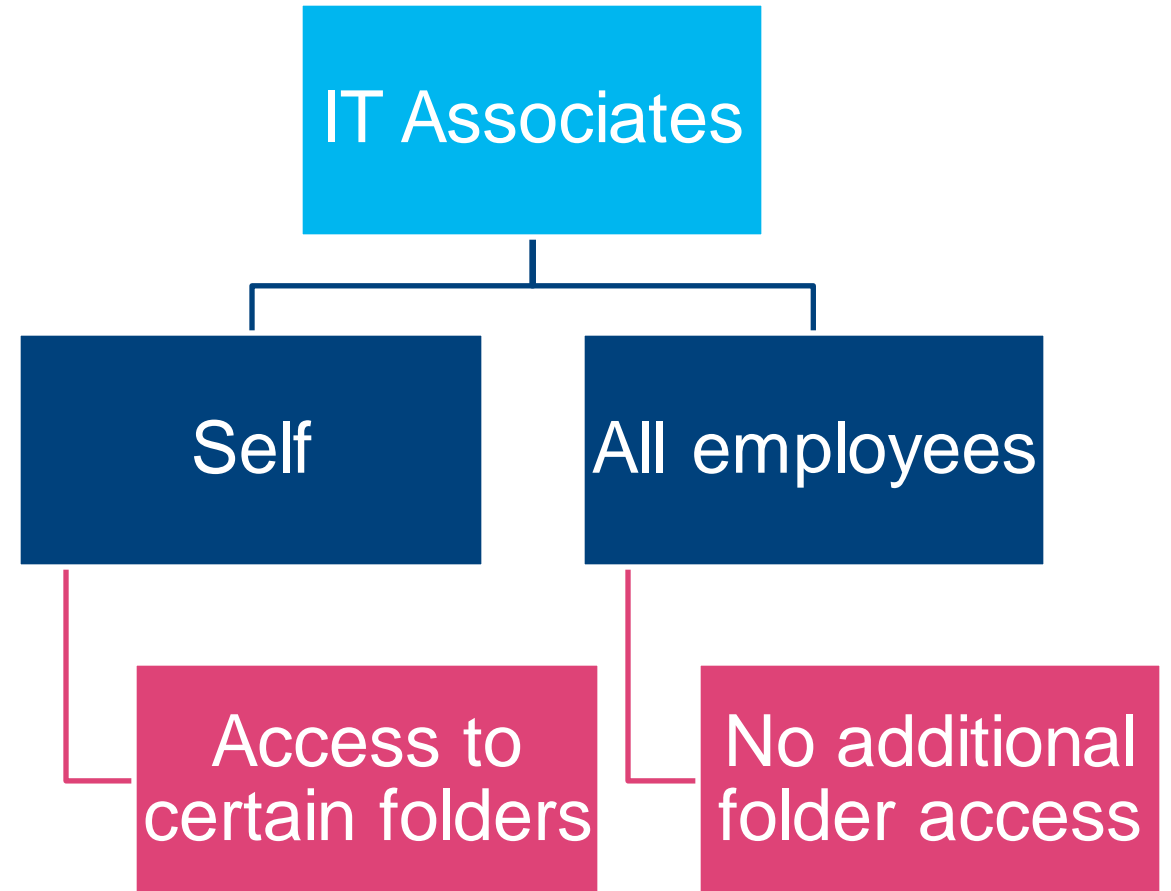 IT Associates
Self
All employees
Access to
certain folders
No additional
folder access